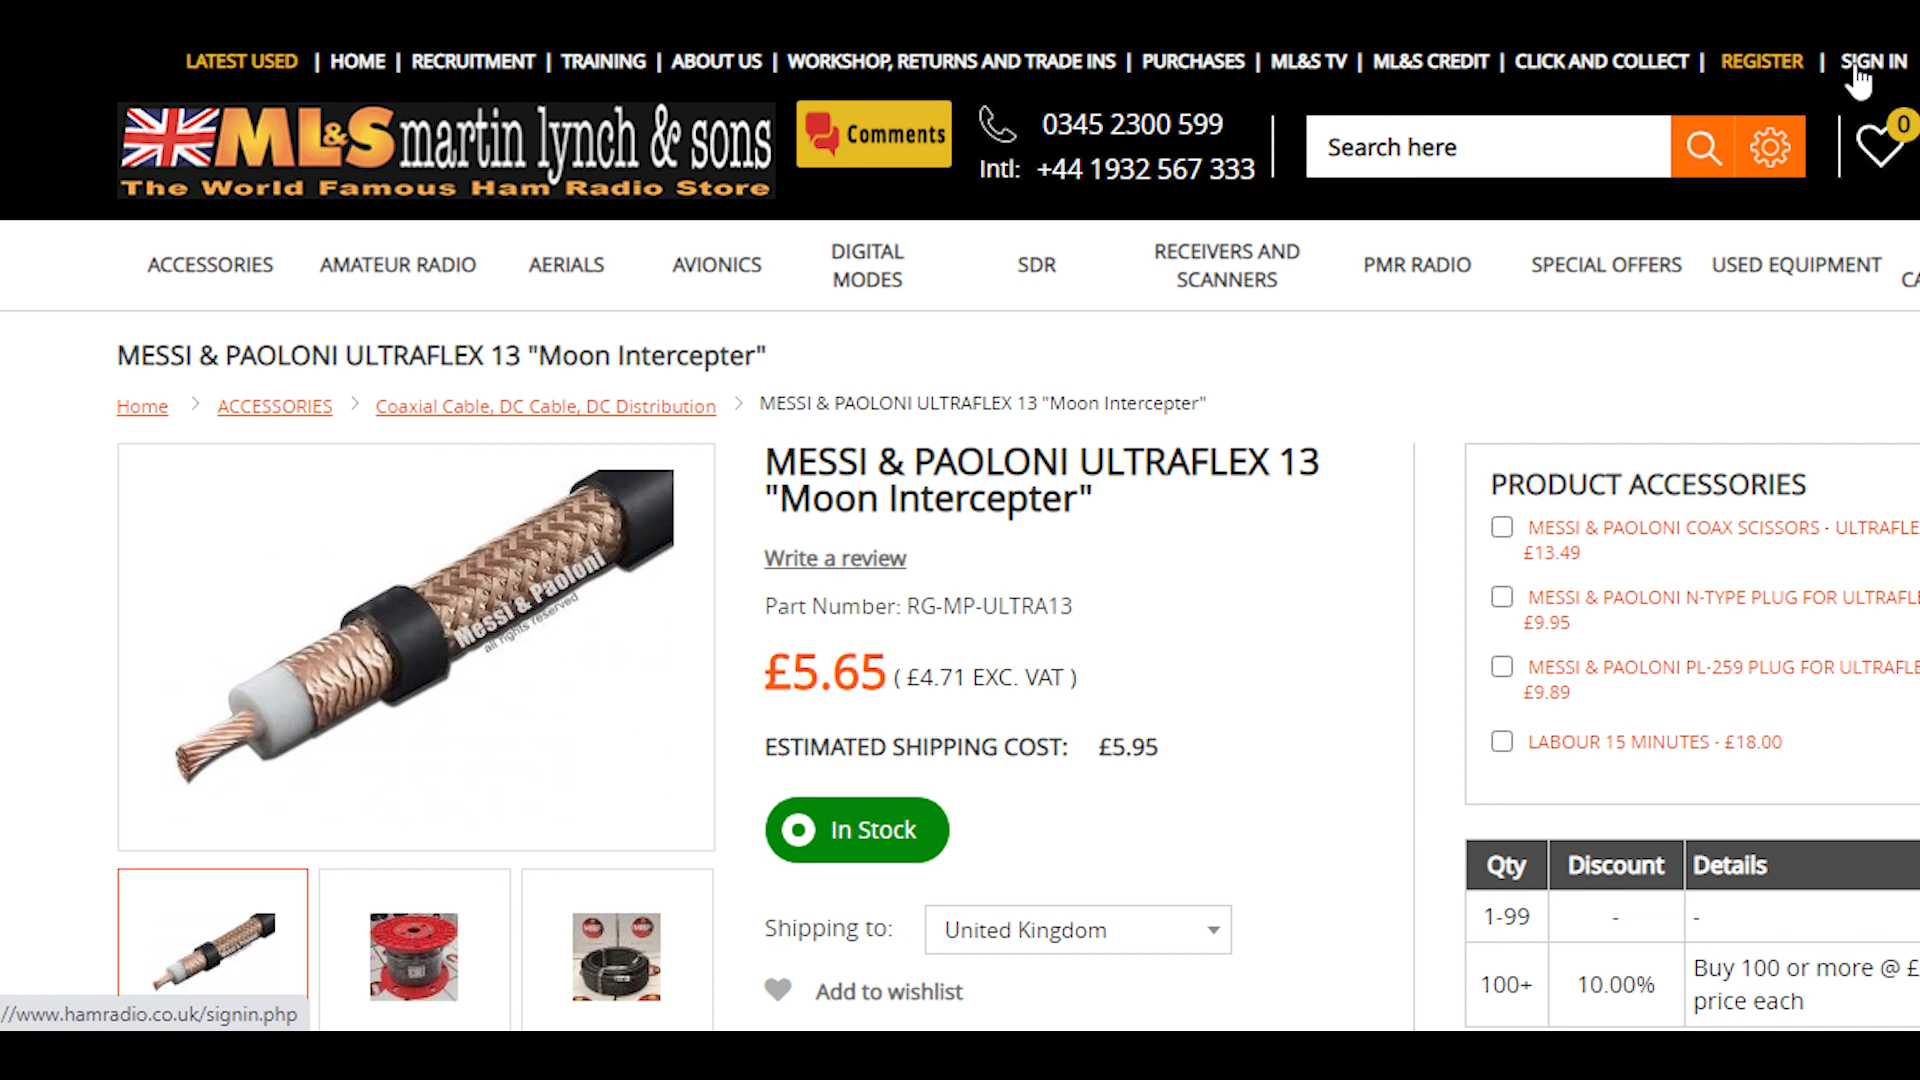 LATEST USED | HOME | RECRUITMENT | TRAINING | ABOUT US | WORKSHOP, RETURNS AND TRADE INS | PURCHASES | ML&S TV | ML&S CREDIT | CLICK AND COLLECT | REGISTER | SIGN IN
ML&S martin lynch & sons
The World Famous Ham Radio Store
Comments
0345 2300 599
Intl: +44 1932 567 333
Search here
0
ACCESSORIES
AMATEUR RADIO
AERIALS
AVIONICS
DIGITAL
MODES
SDR
RECEIVERS AND
SCANNERS
PMR RADIO
SPECIAL OFFERS
USED EQUIPMENT
CA
MESSI & PAOLONI ULTRAFLEX 13 "Moon Intercepter"
Home > ACCESSORIES > Coaxial Cable, DC Cable, DC Distribution > MESSI & PAOLONI ULTRAFLEX 13 "Moon Intercepter"
Messi & Paoloni
all rights reserved
MESSI & PAOLONI ULTRAFLEX 13
"Moon Intercepter"
Write a review
Part Number: RG-MP-ULTRA13
£5.65 ( £4.71 EXC. VAT )
ESTIMATED SHIPPING COST: £5.95
In Stock
Shipping to: United Kingdom
Add to wishlist
PRODUCT ACCESSORIES
MESSI & PAOLONI COAX SCISSORS - ULTRAFLE
£13.49
MESSI & PAOLONI N-TYPE PLUG FOR ULTRAFLE
£9.95
MESSI & PAOLONI PL-259 PLUG FOR ULTRAFLE
£9.89
LABOUR 15 MINUTES - £18.00
Qty Discount Details
1-99 - -
100+ 10.00% Buy 100 or more @ £
price each
//www.hamradio.co.uk/signin.php